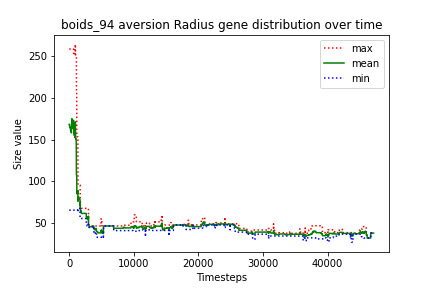 boids_94 aversion Radius gene distribution over time
max
mean
min
250
200
150
100
50
Size value
0
10000
20000
30000
40000
Timesteps